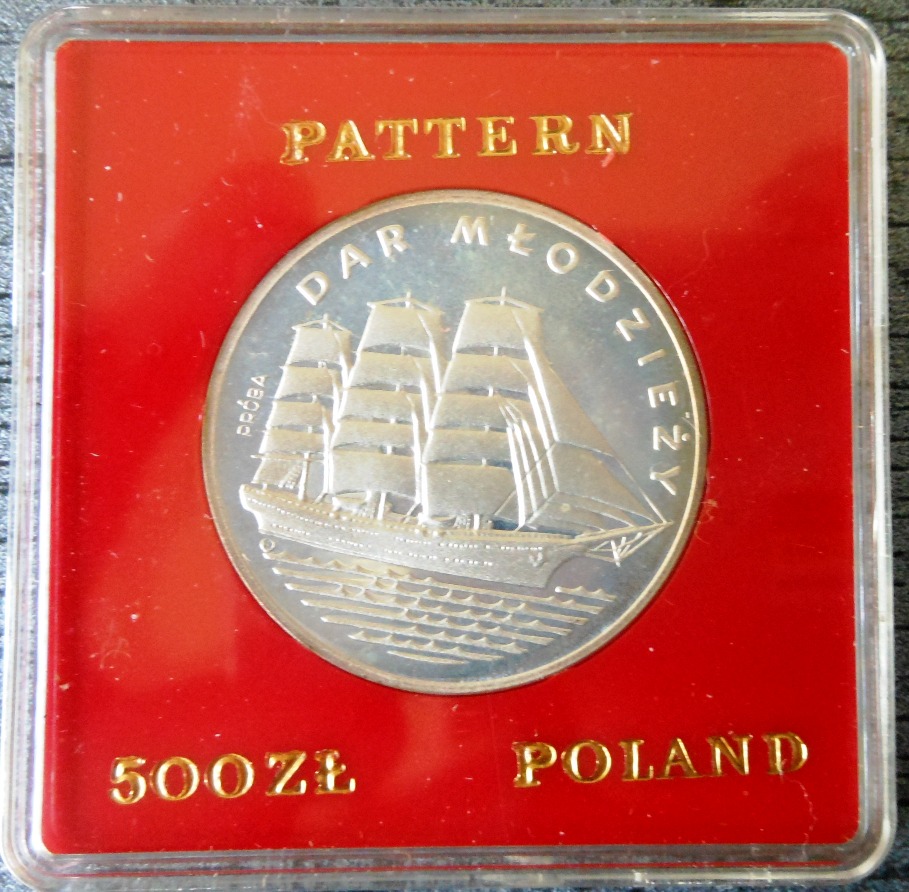 PATTERN
DAR MŁODZIEŻY
PRÓBA
500ZŁ POLAND